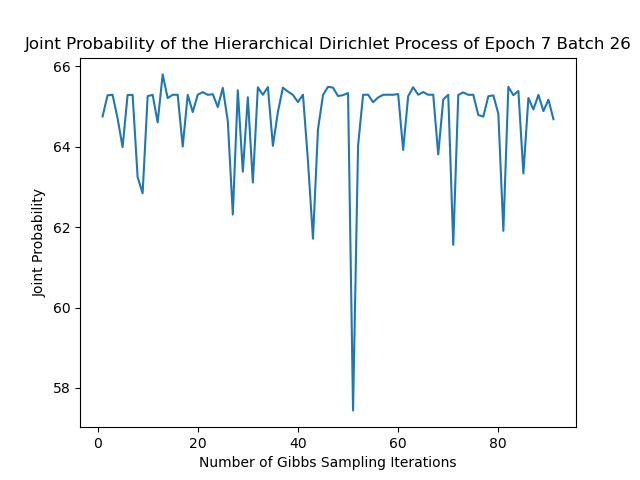 Joint Probability of the Hierarchical Dirichlet Process of Epoch 7 Batch 26
66
64
62
60
58
Joint Probability
0 20 40 60 80
Number of Gibbs Sampling Iterations